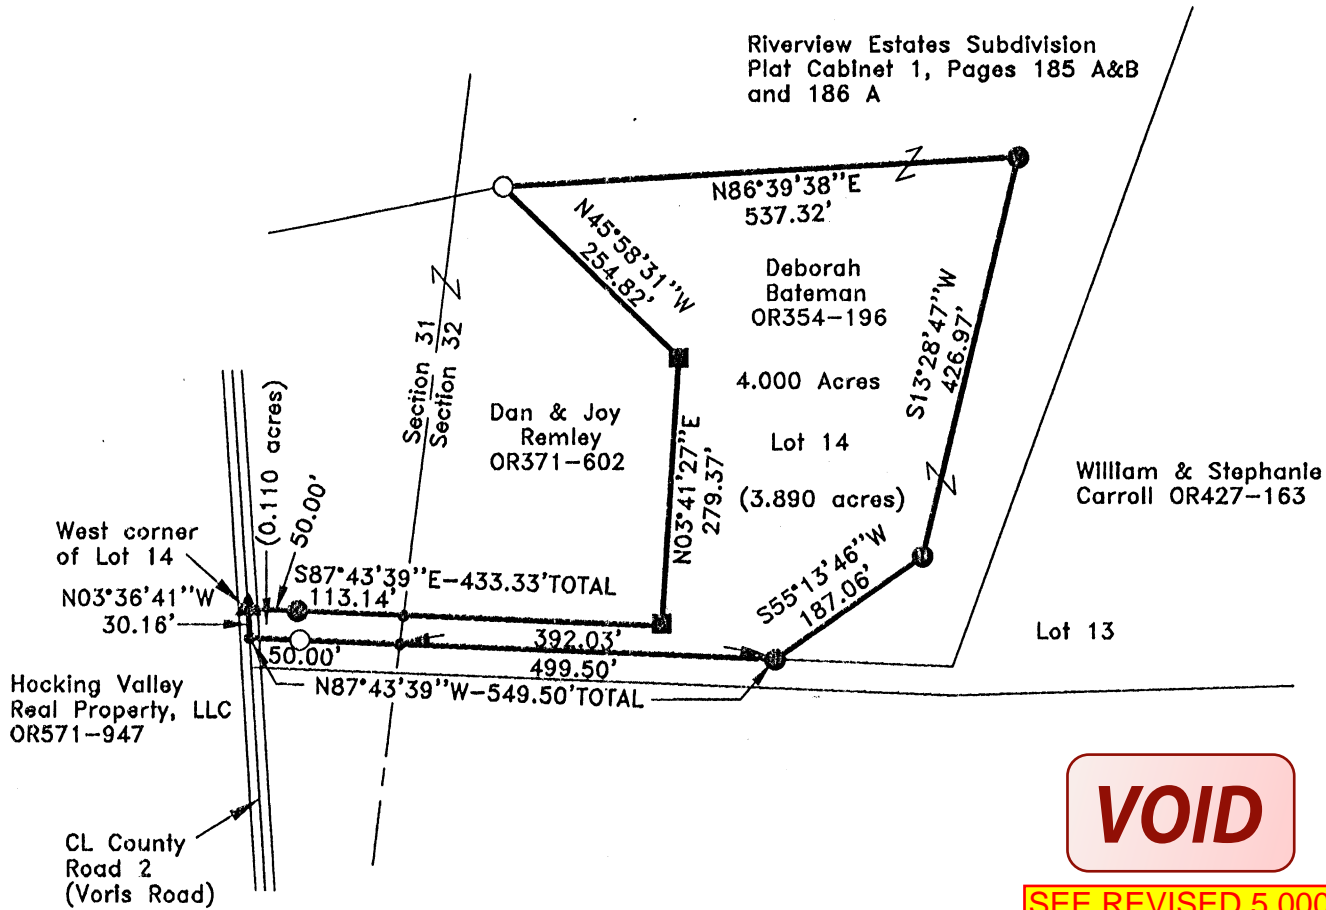 Riverview Estates Subdivision
Plat Cabinet 1, Pages 185 A&B
and 186 A
N86°39'38"E
537.32'
N45°58'31"W
254.82'
Deborah
Bateman
OR354-196
S13°28'47"W
426.97'
Section 31
Section 32
4.000 Acres
Dan & Joy
Remley
OR371-602
N03°41'27"E
279.37'
Lot 14
(3.890 acres)
William & Stephanie
Carroll OR427-163
(0.110 acres)
50.00'
West corner
of Lot 14
S87°43'39"E-433.33'TOTAL
113.14'
N03°36'41"W
30.16'
S55°13'46"W
187.06'
Lot 13
392.03'
50.00'
499.50'
N87°43'39"W-549.50'TOTAL
Hocking Valley
Real Property, LLC
OR571-947
CL County
Road 2
(Voris Road)
VOID
SEE REVISED 5.000